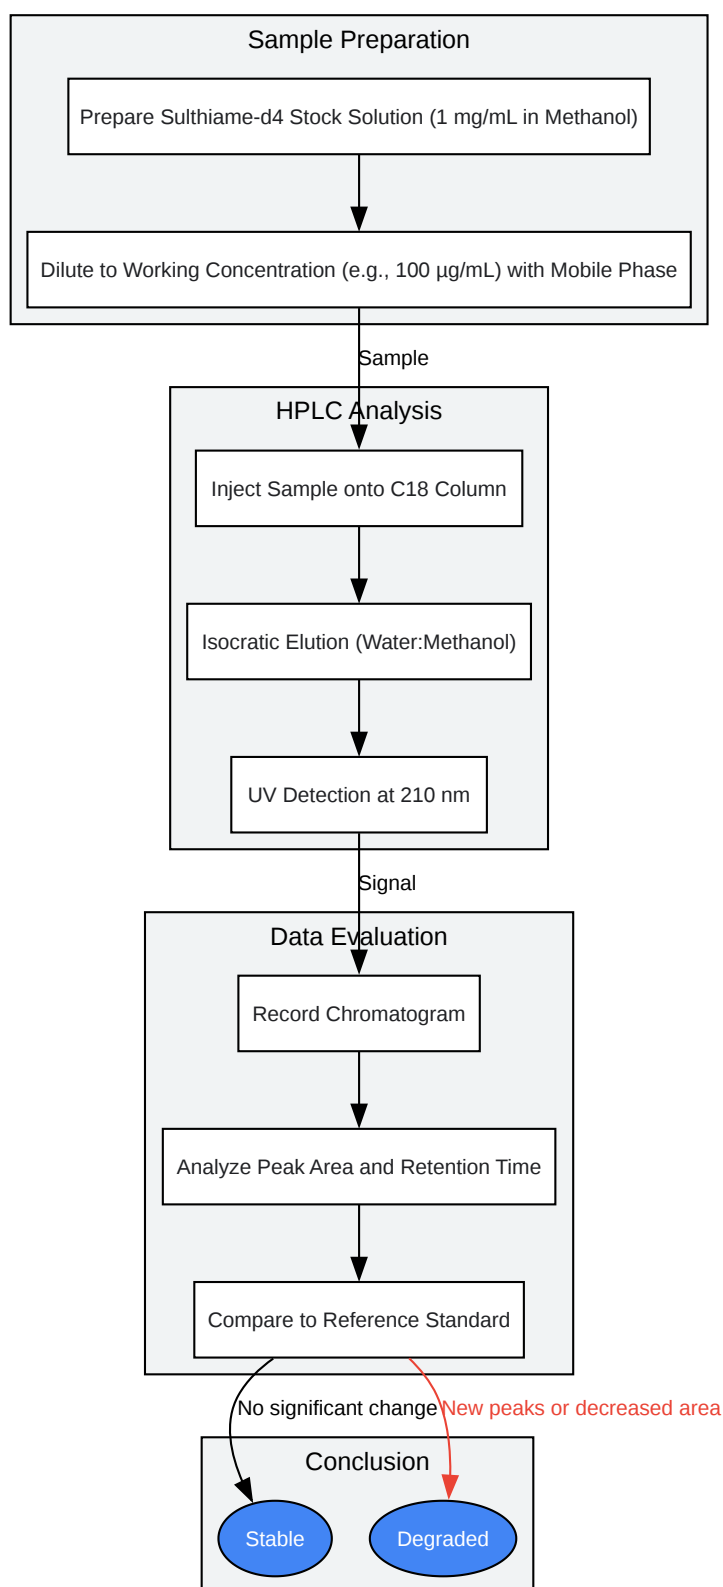 Sample Preparation
Prepare Sulthiame-d4 Stock Solution (1 mg/mL in Methanol)
Dilute to Working Concentration (e.g., 100 µg/mL) with Mobile Phase
Sample
HPLC Analysis
Inject Sample onto C18 Column
Isocratic Elution (Water:Methanol)
UV Detection at 210 nm
Signal
Data Evaluation
Record Chromatogram
Analyze Peak Area and Retention Time
Compare to Reference Standard
No significant change
New peaks or decreased area
Conclusion
Stable
Degraded